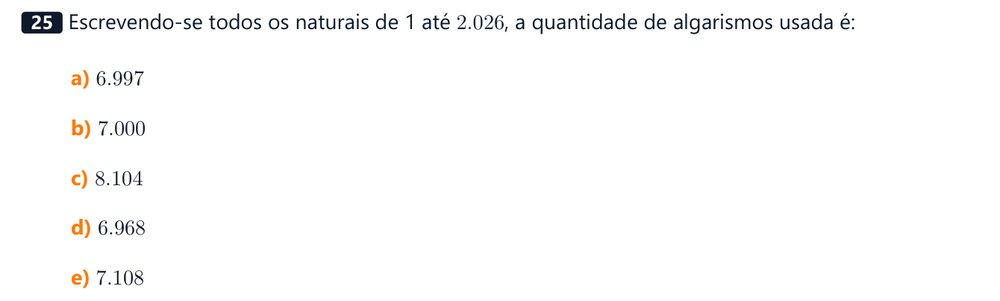 25 Escrevendo-se todos os naturais de 1 até 2.026, a quantidade de algarismos usada é:
a) 6.997
b) 7.000
c) 8.104
d) 6.968
e) 7.108